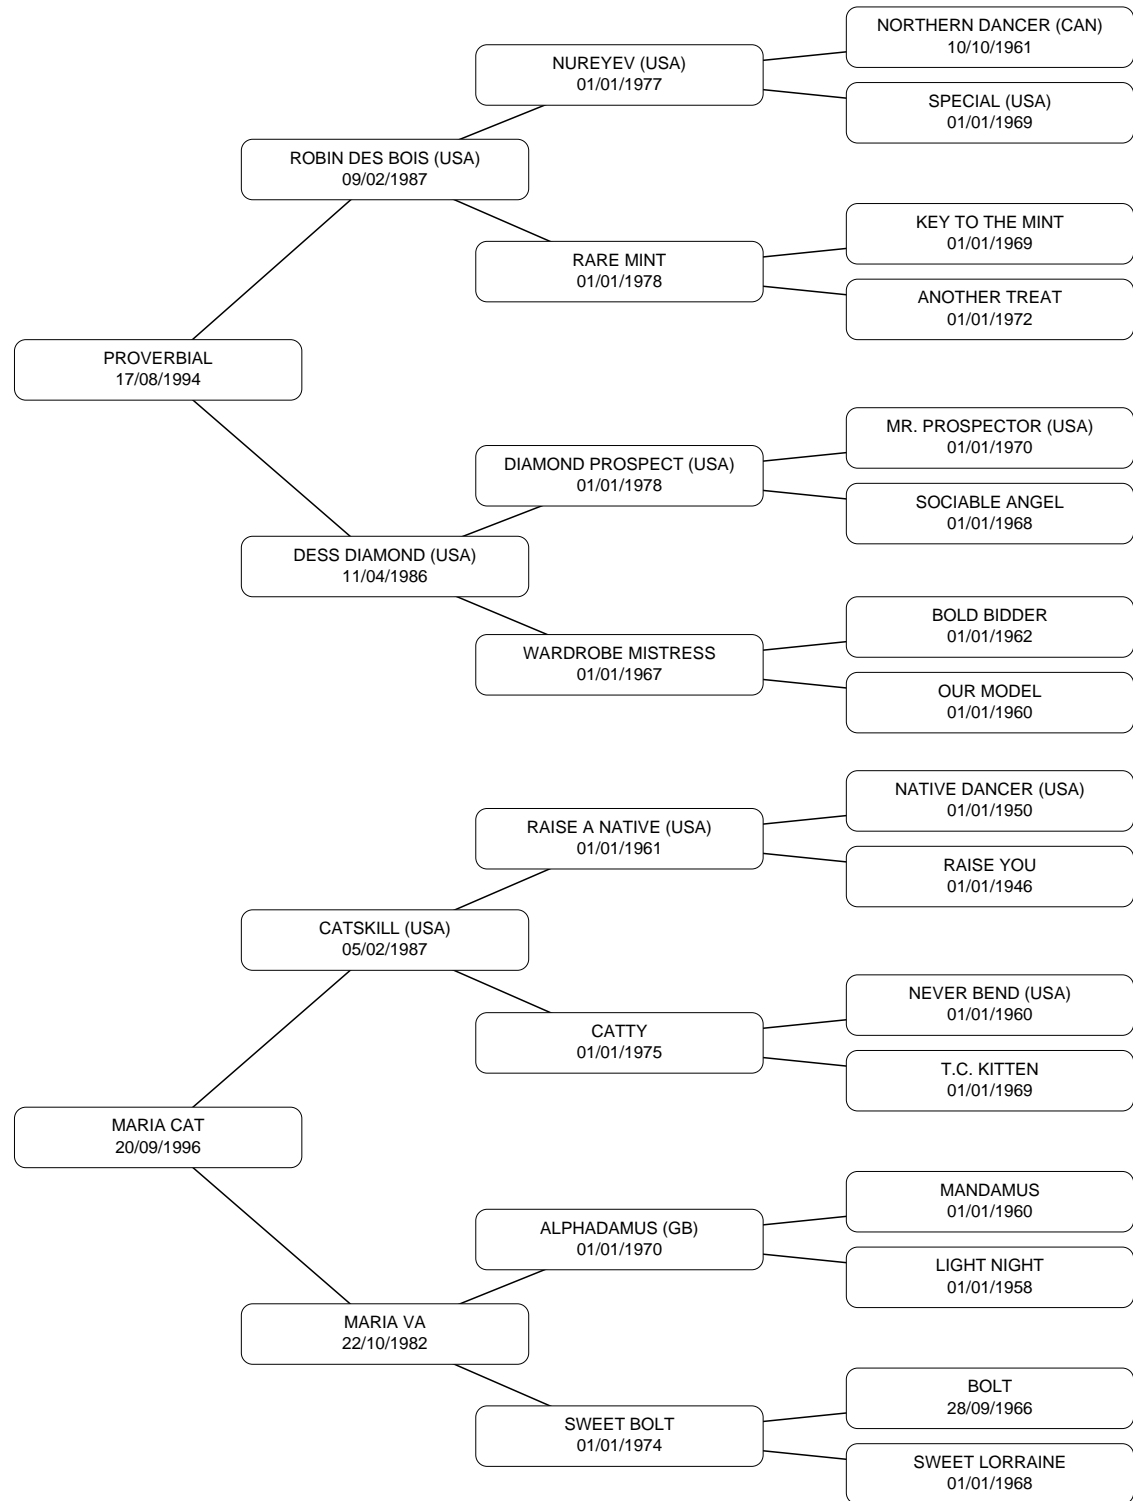 NORTHERN DANCER (CAN)
10/10/1961
NUREYEV (USA)
01/01/1977
SPECIAL (USA)
01/01/1969
ROBIN DES BOIS (USA)
09/02/1987
KEY TO THE MINT
01/01/1969
RARE MINT
01/01/1978
ANOTHER TREAT
01/01/1972
PROVERBIAL
17/08/1994
MR. PROSPECTOR (USA)
01/01/1970
DIAMOND PROSPECT (USA)
01/01/1978
SOCIABLE ANGEL
01/01/1968
DESS DIAMOND (USA)
11/04/1986
BOLD BIDDER
01/01/1962
WARDROBE MISTRESS
01/01/1967
OUR MODEL
01/01/1960
NATIVE DANCER (USA)
01/01/1950
RAISE A NATIVE (USA)
01/01/1961
RAISE YOU
01/01/1946
CATSKILL (USA)
05/02/1987
NEVER BEND (USA)
01/01/1960
CATTY
01/01/1975
T.C. KITTEN
01/01/1969
MARIA CAT
20/09/1996
MANDAMUS
01/01/1960
ALPHADAMUS (GB)
01/01/1970
LIGHT NIGHT
01/01/1958
MARIA VA
22/10/1982
BOLT
28/09/1966
SWEET BOLT
01/01/1974
SWEET LORRAINE
01/01/1968